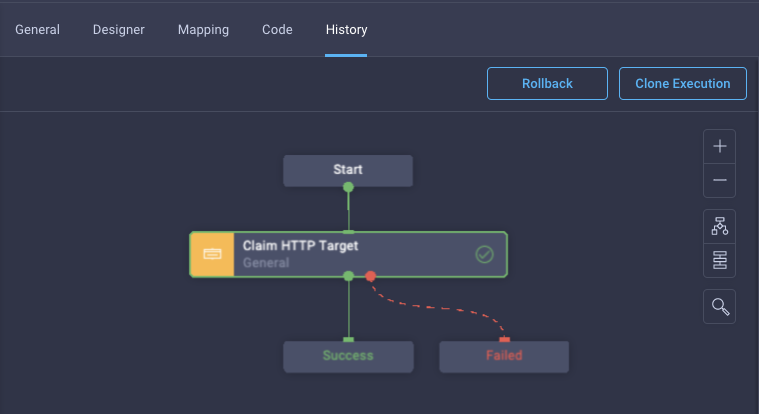 General Designer Mapping Code History
Rollback Clone Execution
Start
Claim HTTP Target
General
Success Failed